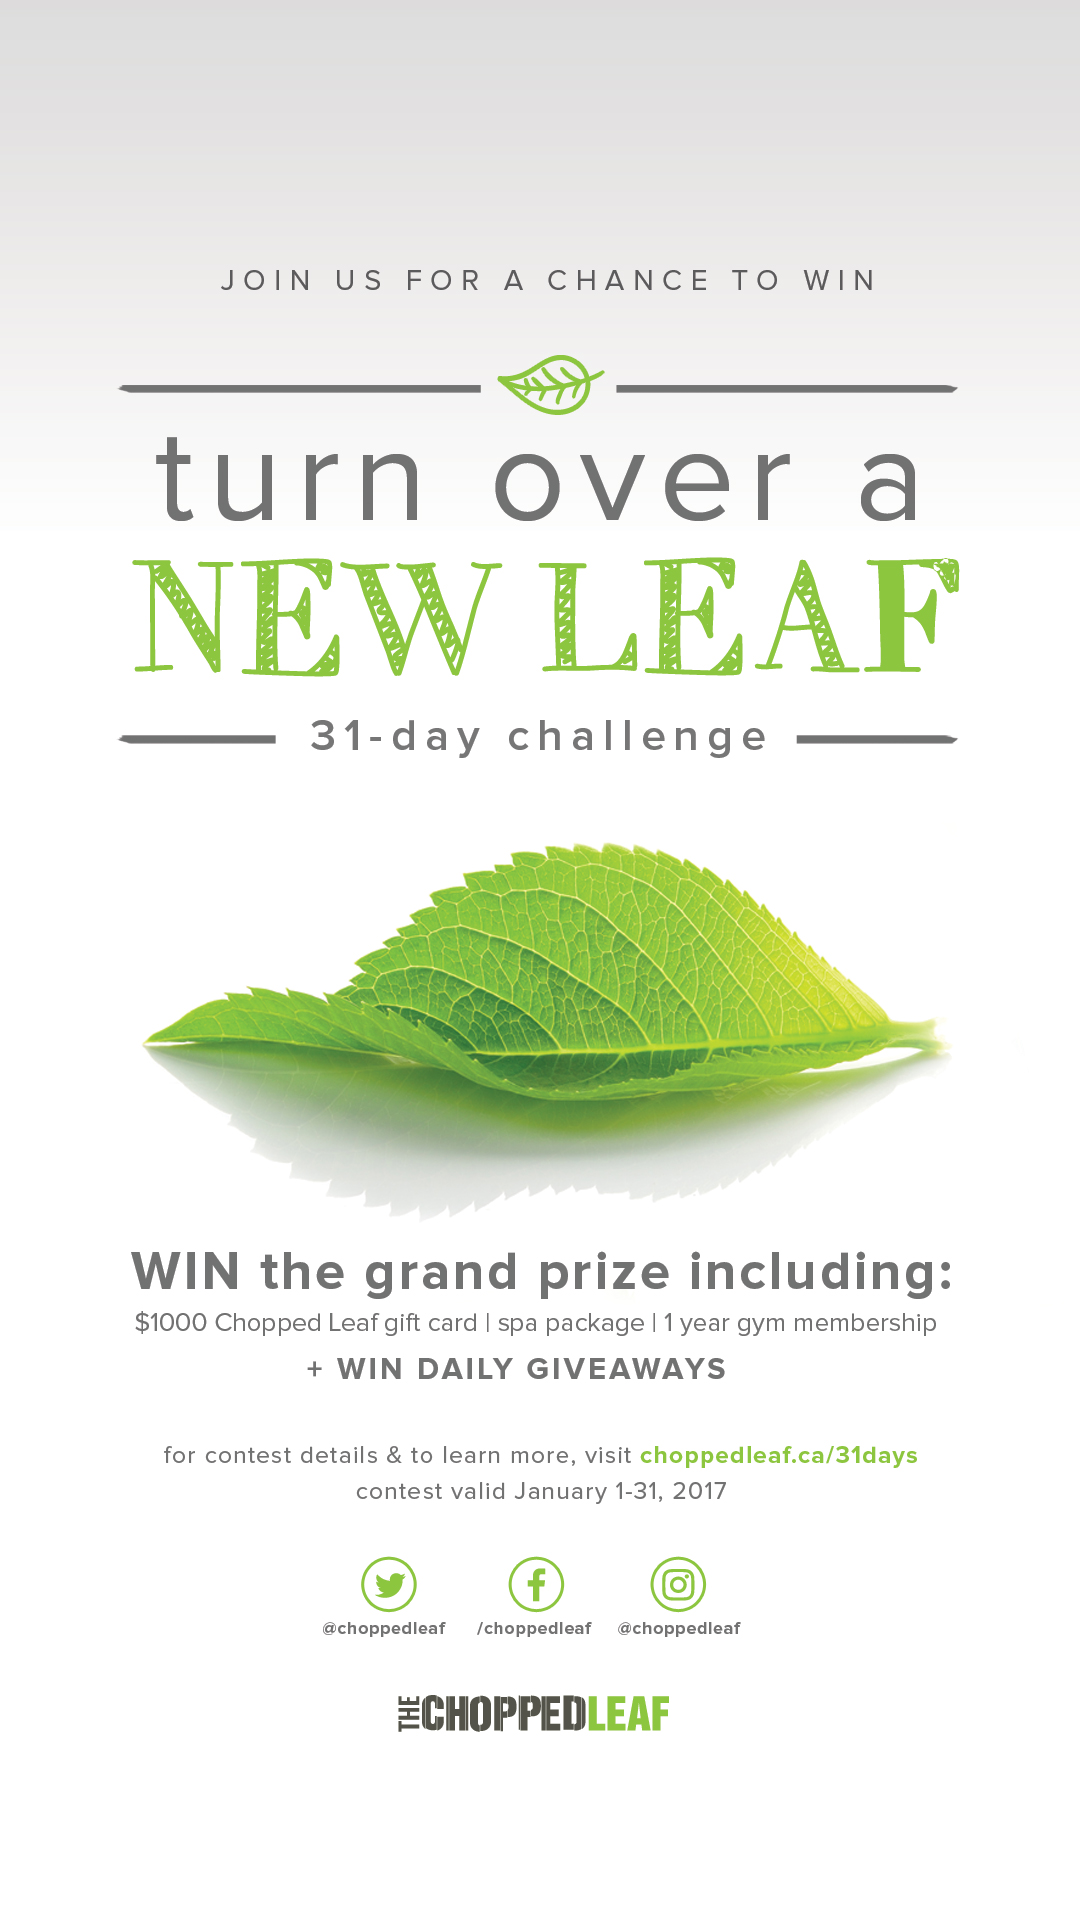 JOIN US FOR A CHANCE TO WIN
turn over a
NEW LEAF
31-day challenge
WIN the grand prize including:
$1000 Chopped Leaf gift card | spa package | 1 year gym membership
+ WIN DAILY GIVEAWAYS
for contest details & to learn more, visit choppedleaf.ca/31days
contest valid January 1-31, 2017
@choppedleaf /choppedleaf @choppedleaf
THE CHOPPEDLEAF